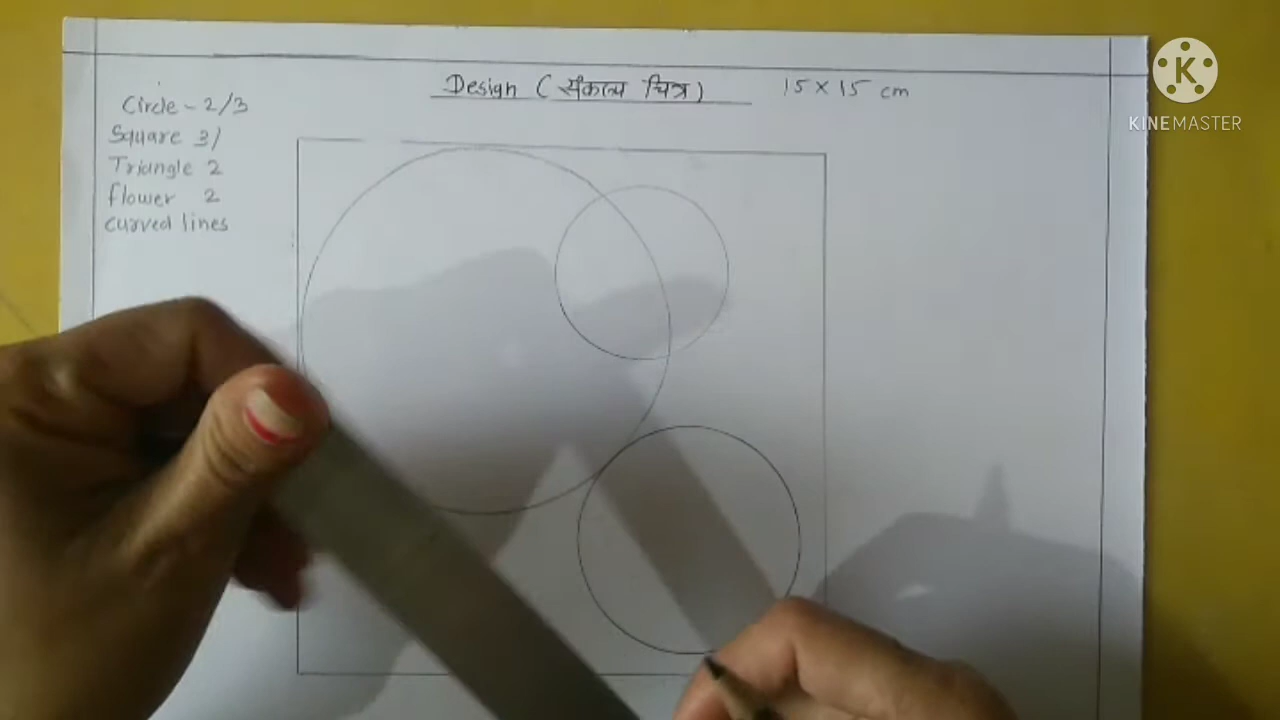 Design (संकल्प चित्र) 15 × 15 cm
Circle - 2/3
Square 3/
Triangle 2
flower 2
curved lines
K
KINEMASTER